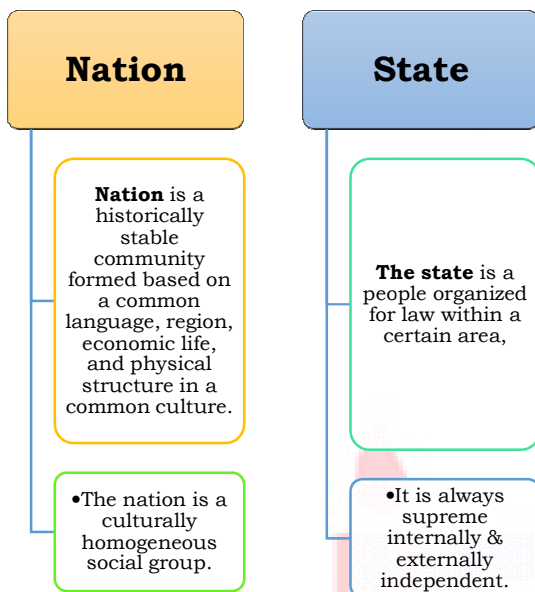 Nation
Nation is a
historically
stable
community
formed based on
a common
language, region,
economic life,
and physical
structure in a
common culture.
•The nation is a
culturally
homogeneous
social group.
State
The state is a
people organized
for law within a
certain area,
•It is always
supreme
internally &
externally
independent.